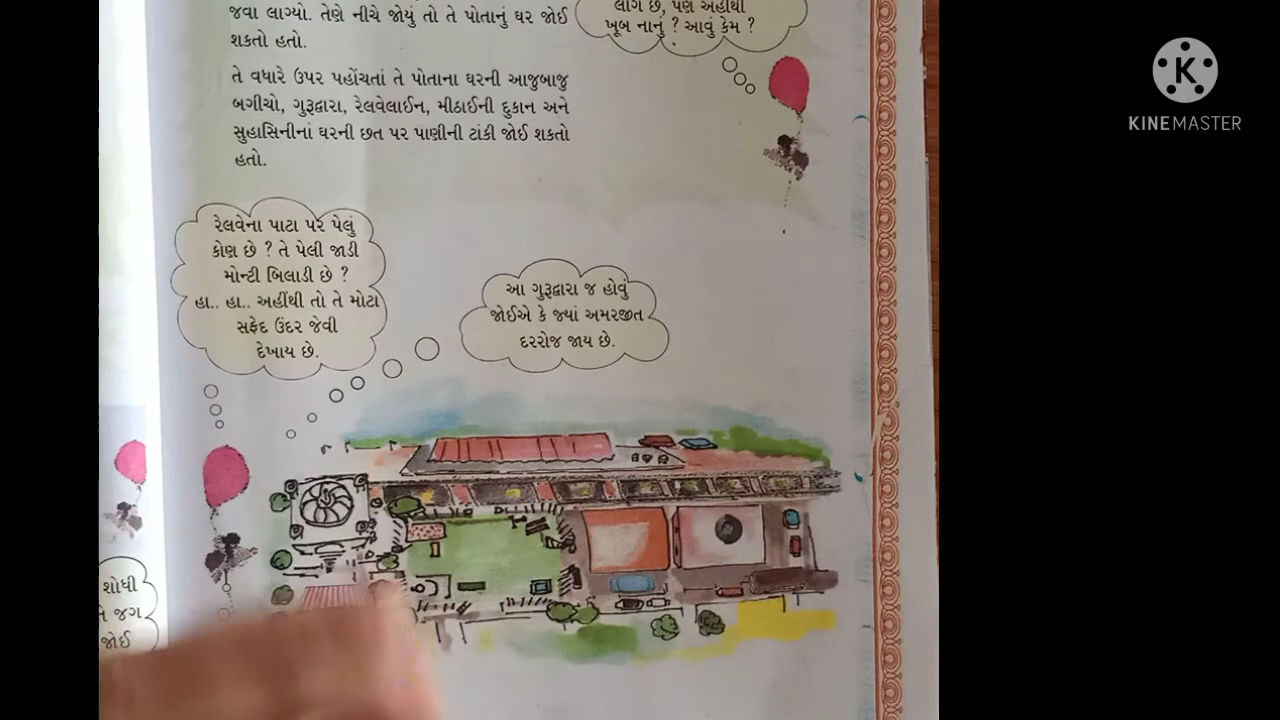 જવા લાગ્યો. તેણે નીચે જોયું તો તે પોતાનું ઘર જોઈ
શકતો હતો.
લાગે છે, પણ અહીંથી
ખૂબ નાનું ? આવું કેમ ?
તે વધારે ઉપર પહોંચતાં તે પોતાના ઘરની આજુબાજુ
બગીચો, ગુરૂદ્વારા, રેલવેલાઈન, મીઠાઈની દુકાન અને
સુહાસિનીનાં ઘરની છત પર પાણીની ટાંકી જોઈ શકતો
હતો.
રેલવેના પાટા પર પેલું
કોણ છે ? તે પેલી જાડી
મોન્ટી બિલાડી છે ?
હા.. હા.. અહીંથી તો તે મોટા
સફેદ ઉંદર જેવી
દેખાય છે.
આ ગુરૂદ્વારા જ હોવું
જોઈએ કે જ્યાં અમરજીત
દરરોજ જાય છે.
શોધી
જગ
જોઈ
K
KINEMASTER